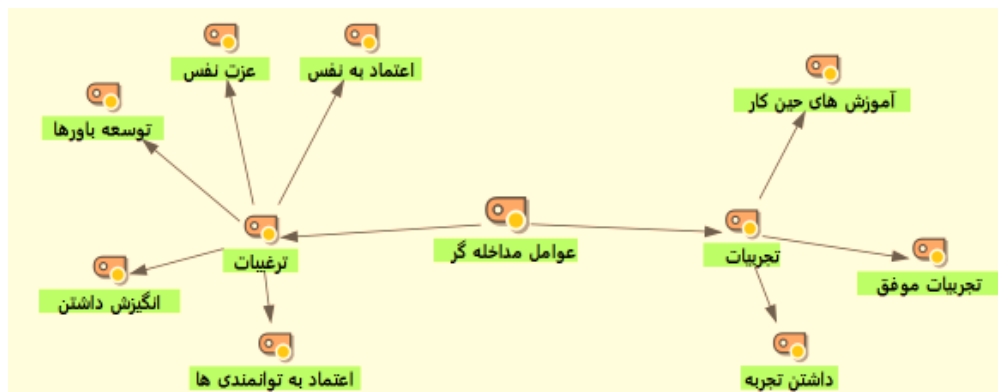 اعتماد به نفس
عزت نفس
آموزش های حین کار
توسعه باورها
عوامل مداخله گر
تجربیات
ترغیبات
تجربیات موفق
انگیزش داشتن
داشتن تجربه
اعتماد به توانمندی ها